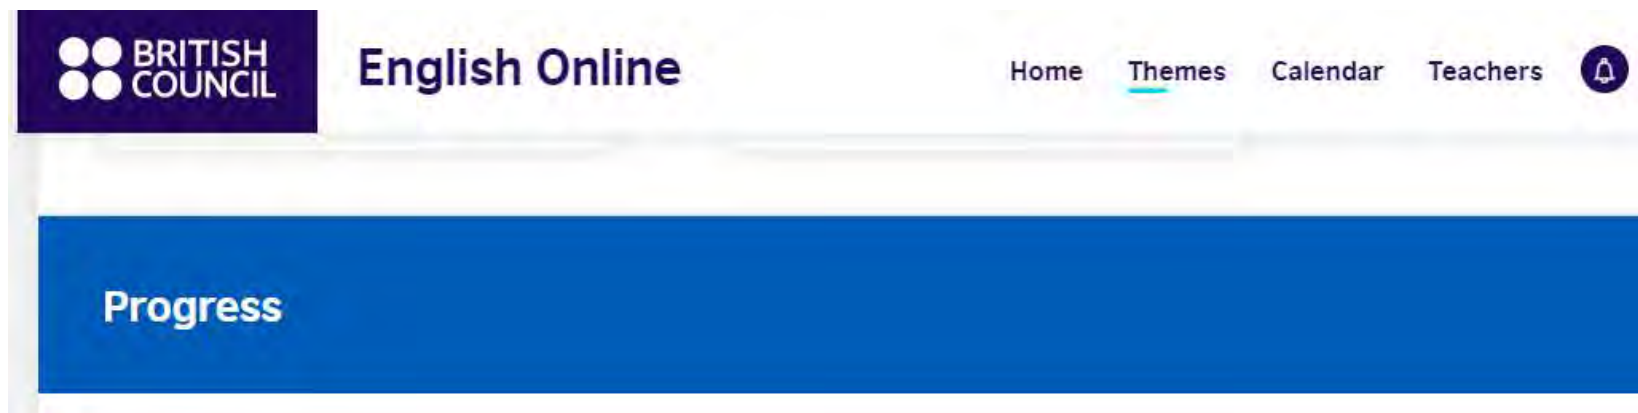 BRITISH
COUNCIL
English Online
Home Themes Calendar Teachers
Progress